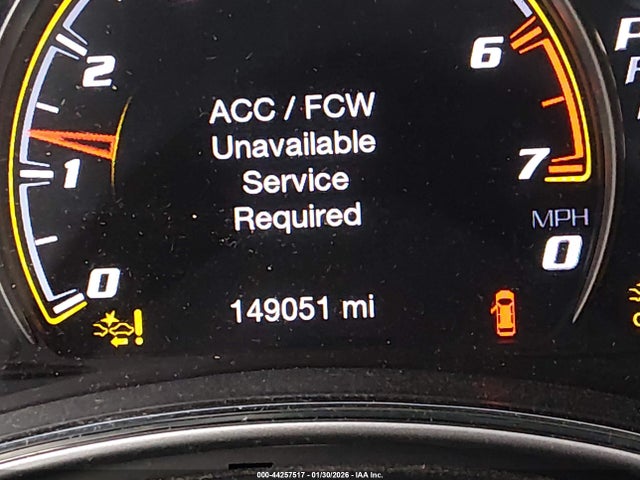 ACC / FCW
Unavailable
Service
Required
149051 mi
0
1
2
6
7
MPH
0
P
000-44257517 - 01/30/2026 - IAA Inc.